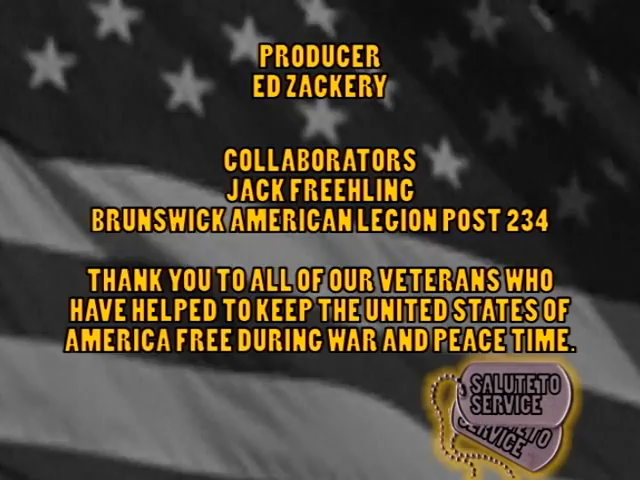 PRODUCER
ED ZACKERY
COLLABORATORS
JACK FREEHLING
BRUNSWICK AMERICAN LEGION POST 234
THANK YOU TO ALL OF OUR VETERANS WHO
HAVE HELPED TO KEEP THE UNITED STATES OF
AMERICA FREE DURING WAR AND PEACE TIME.
SALUTE TO
SERVICE
SERVICE